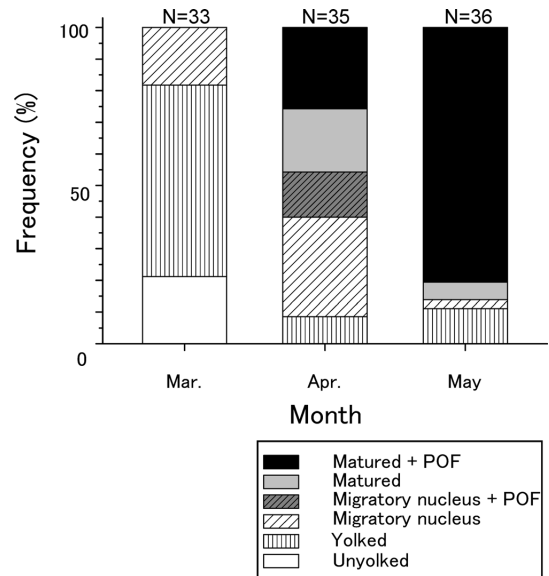 N=33 N=35 N=36
100
50
0
Frequency (%)
Mar. Apr. May
Month
Matured + POF
Matured
Migratory nucleus + POF
Migratory nucleus
Yolked
Unyolked